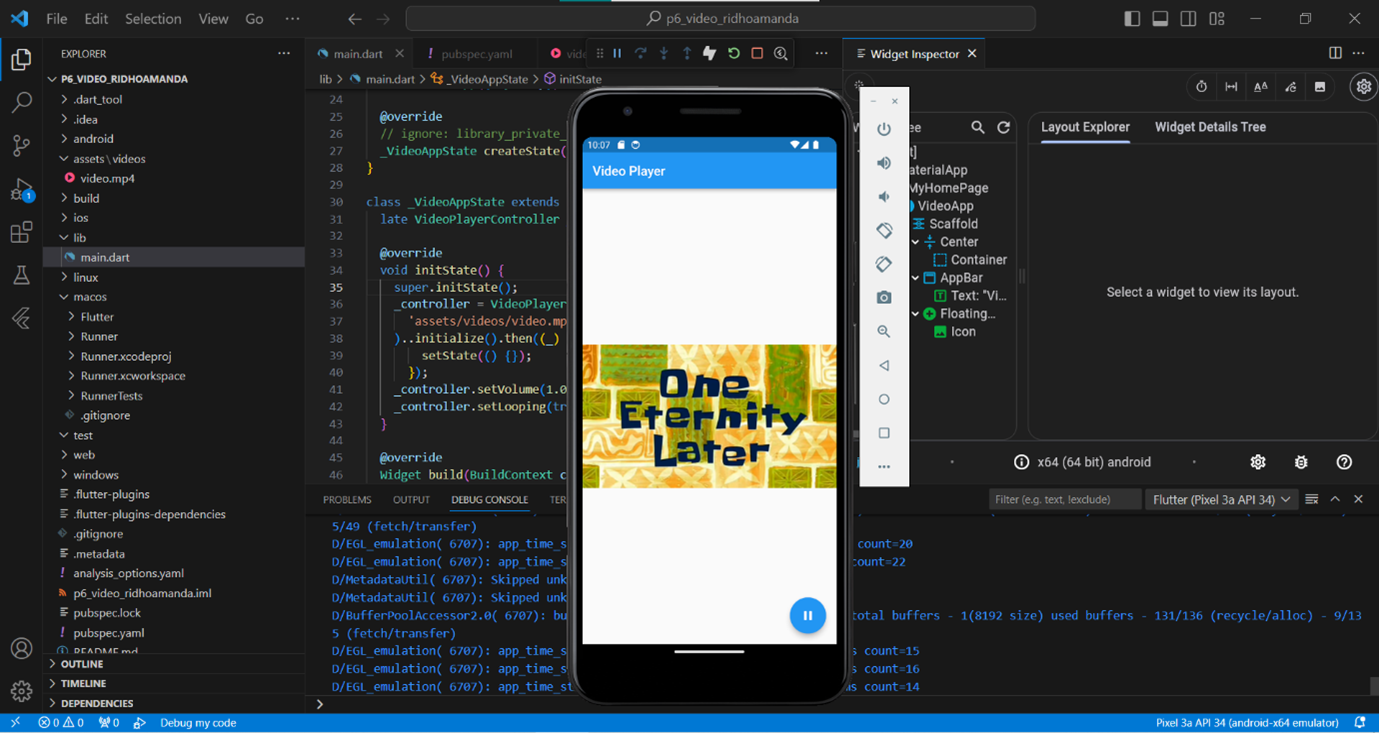 File Edit Selection View Go ··· p6_video_ridhoamanda
EXPLORER ···
P6_VIDEO_RIDHOAMANDA
.dart_tool
.idea
android
assets\videos
video.mp4
build
ios
lib
main.dart
linux
macos
Flutter
Runner
Runner.xcodeproj
Runner.xcworkspace
RunnerTests
.gitignore
test
web
windows
.flutter-plugins
.flutter-plugins-dependencies
.gitignore
.metadata
analysis_options.yaml
p6_video_ridhoamanda.iml
pubspec.lock
pubspec.yaml
README.md
OUTLINE
TIMELINE
DEPENDENCIES
1
main.dart pubspec.yaml
lib > main.dart > _VideoAppState > initState
24
25 @override
26 // ignore: library_private_
27 _VideoAppState createState(
28 }
29
30 class _VideoAppState extends
31 late VideoPlayerController
32
33 @override
34 void initState() {
35 super.initState();
36 _controller = VideoPlayer
37 'assets/videos/video.mp
38 )..initialize().then((_)
39 setState(() {});
40 });
41 _controller.setVolume(1.0
42 _controller.setLooping(tr
43 }
44
45 @override
46 Widget build(BuildContext c
10:07
Video Player
One
Eternity
Later
Widget Inspector
Layout Explorer Widget Details Tree
MyHomePage
VideoApp
Scaffold
Center
Container
AppBar
Text: "Vi...
Floating...
Icon
Select a widget to view its layout.
x64 (64 bit) android
PROBLEMS OUTPUT DEBUG CONSOLE
Filter (e.g. text, !exclude) Flutter (Pixel 3a API 34)
5/49 (fetch/transfer)
D/EGL_emulation( 6707): app_time_s count=20
D/EGL_emulation( 6707): app_time_s count=22
D/MetadataUtil( 6707): Skipped unk
D/MetadataUtil( 6707): Skipped unk
D/BufferPoolAccessor2.0( 6707): bu total buffers - 1(8192 size) used buffers - 131/136 (recycle/alloc) - 9/13
5 (fetch/transfer)
D/EGL_emulation( 6707): app_time_s count=15
D/EGL_emulation( 6707): app_time_s count=16
D/EGL_emulation( 6707): app_time_st count=14
0 0 0 Debug my code Pixel 3a API 34 (android-x64 emulator)